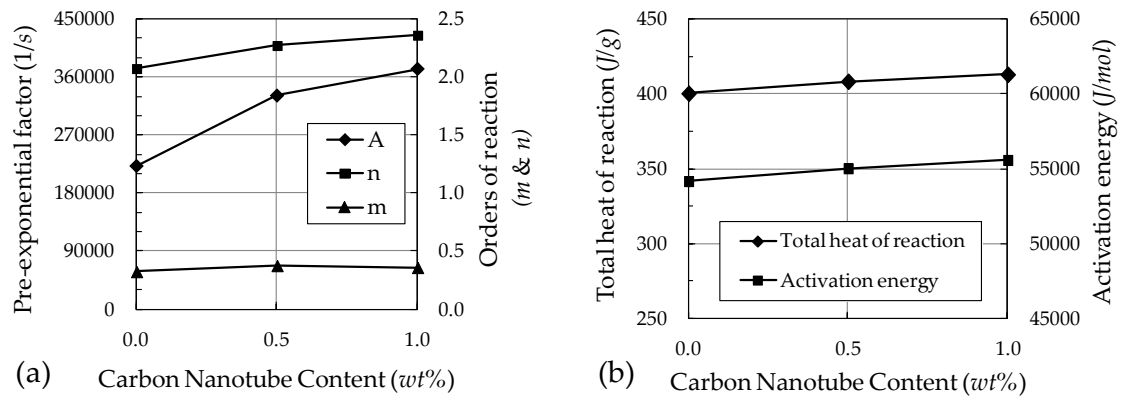 450000
360000
270000
180000
90000
0
Pre-exponential factor (1/s)
2.5
2.0
1.5
1.0
0.5
0.0
Orders of reaction
(m & n)
A
n
m
0.0 0.5 1.0
(a) Carbon Nanotube Content (wt%)
450
400
350
300
250
Total heat of reaction (J/g)
65000
60000
55000
50000
45000
Activation energy (J/mol)
Total heat of reaction
Activation energy
0.0 0.5 1.0
(b) Carbon Nanotube Content (wt%)